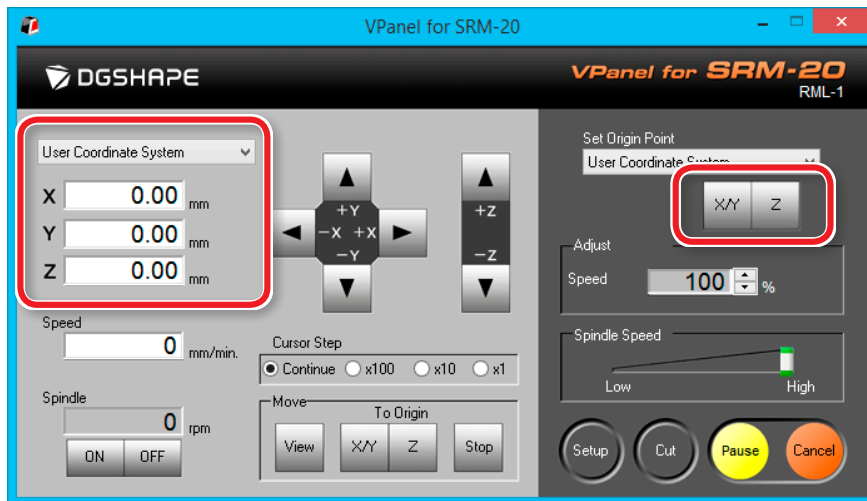 VPanel for SRM-20
DGSHAPE
VPanel for SRM-20
RML-1
User Coordinate System
X 0.00 mm
Y 0.00 mm
Z 0.00 mm
+Y
-X +X
-Y
+Z
-Z
Speed
0 mm/min.
Spindle
0 rpm
ON OFF
Cursor Step
Continue x100 x10 x1
Move
To Origin
View X/Y Z Stop
Set Origin Point
User Coordinate System
X/Y Z
Adjust
Speed 100 %
Spindle Speed
Low High
Setup Cut Pause Cancel